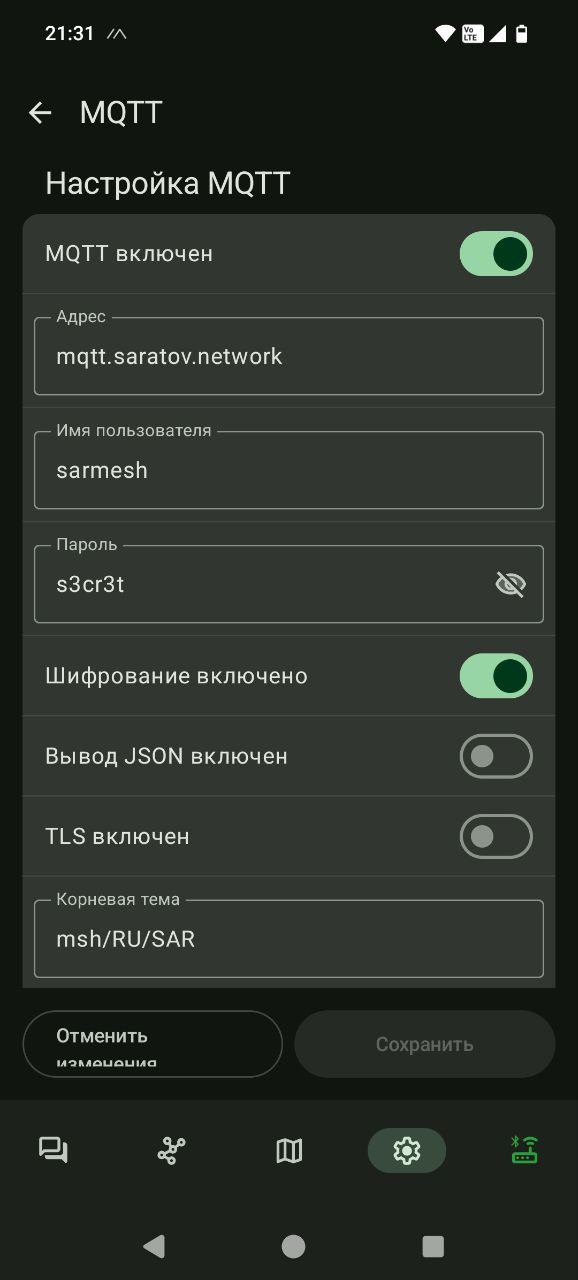 21:31
Vo
LTE
MQTT
Настройка MQTT
MQTT включен
Адрес
mqtt.saratov.network
Имя пользователя
sarmesh
Пароль
s3cr3t
Шифрование включено
Вывод JSON включен
TLS включен
Корневая тема
msh/RU/SAR
Отменить
изменения
Сохранить